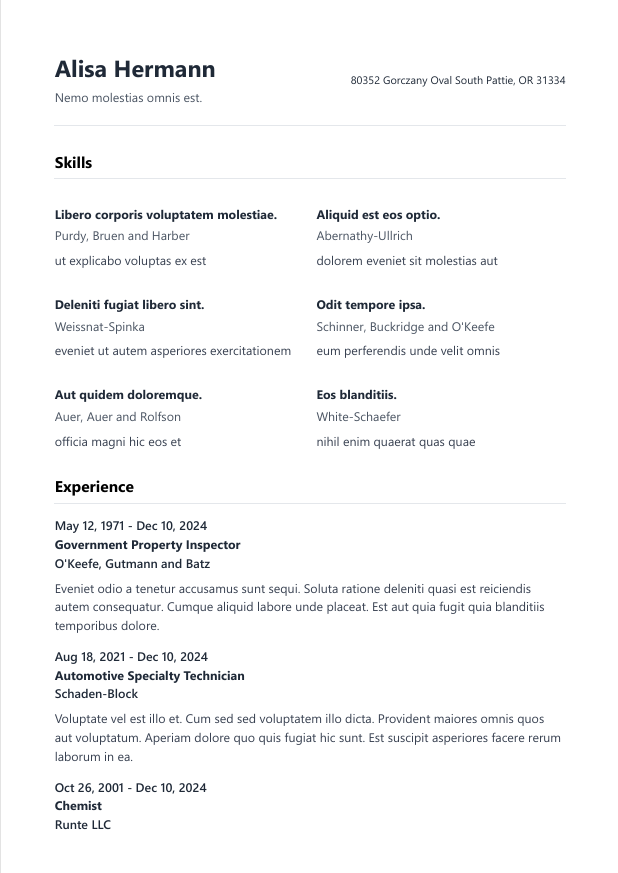 Alisa Hermann
Nemo molestias omnis est.
80352 Gorczany Oval South Pattie, OR 31334
Skills
Libero corporis voluptatem molestiae.
Purdy, Bruen and Harber
ut explicabo voluptas ex est
Aliquid est eos optio.
Abernathy-Ullrich
dolorem eveniet sit molestias aut
Deleniti fugiat libero sint.
Weissnat-Spinka
eveniet ut autem asperiores exercitationem
Odit tempore ipsa.
Schinner, Buckridge and O'Keefe
eum perferendis unde velit omnis
Aut quidem doloremque.
Auer, Auer and Rolfson
officia magni hic eos et
Eos blanditiis.
White-Schaefer
nihil enim quaerat quas quae
Experience
May 12, 1971 - Dec 10, 2024
Government Property Inspector
O'Keefe, Gutmann and Batz
Eveniet odio a tenetur accusamus sunt sequi. Soluta ratione deleniti quasi est reiciendis
autem consequatur. Cumque aliquid labore unde placeat. Est aut quia fugit quia blanditiis
temporibus dolore.
Aug 18, 2021 - Dec 10, 2024
Automotive Specialty Technician
Schaden-Block
Voluptate vel est illo et. Cum sed sed voluptatem illo dicta. Provident maiores omnis quos
aut voluptatum. Aperiam dolore quo quis fugiat hic sunt. Est suscipit asperiores facere rerum
laborum in ea.
Oct 26, 2001 - Dec 10, 2024
Chemist
Runte LLC